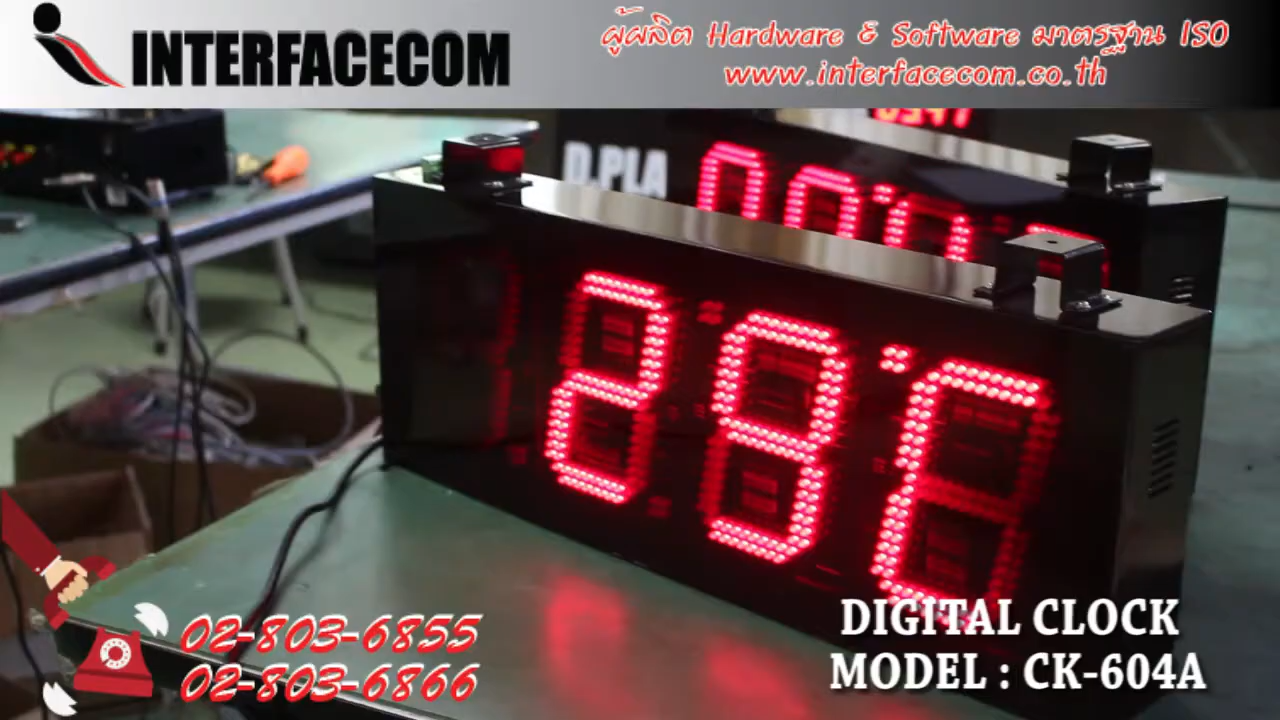 INTERFACECOM
ผู้ผลิต Hardware & Software มาตรฐาน ISO
www.interfacecom.co.th
D.PLA
28°C
02-803-6855
02-803-6866
DIGITAL CLOCK
MODEL : CK-604A